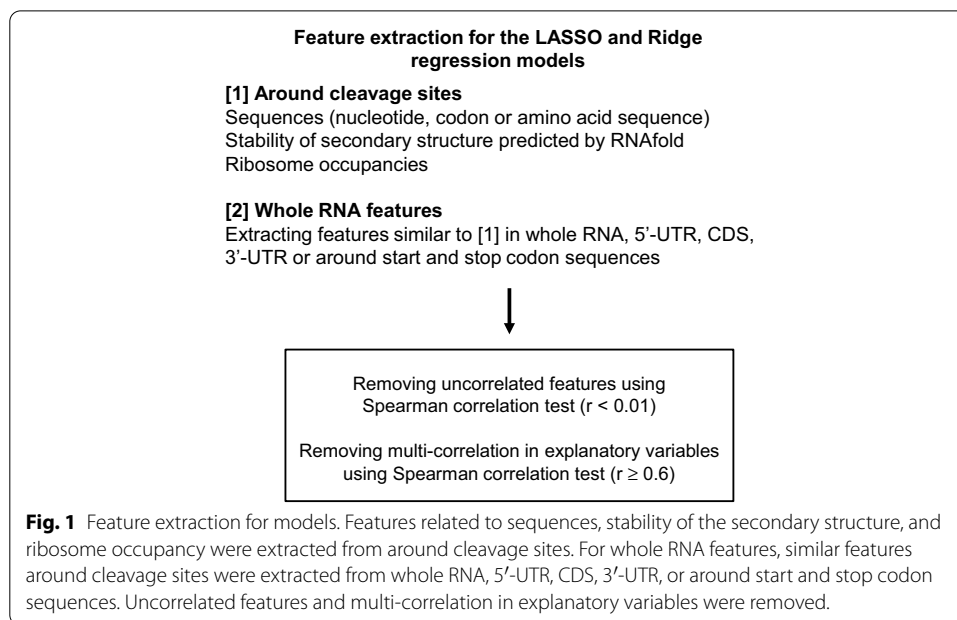 Feature extraction for the LASSO and Ridge
regression models
[1] Around cleavage sites
Sequences (nucleotide, codon or amino acid sequence)
Stability of secondary structure predicted by RNAfold
Ribosome occupancies
[2] Whole RNA features
Extracting features similar to [1] in whole RNA, 5'-UTR, CDS,
3'-UTR or around start and stop codon sequences
Removing uncorrelated features using
Spearman correlation test (r < 0.01)
Removing multi-correlation in explanatory variables
using Spearman correlation test (r ≥ 0.6)
Fig. 1 Feature extraction for models. Features related to sequences, stability of the secondary structure, and
ribosome occupancy were extracted from around cleavage sites. For whole RNA features, similar features
around cleavage sites were extracted from whole RNA, 5′-UTR, CDS, 3′-UTR, or around start and stop codon
sequences. Uncorrelated features and multi-correlation in explanatory variables were removed.